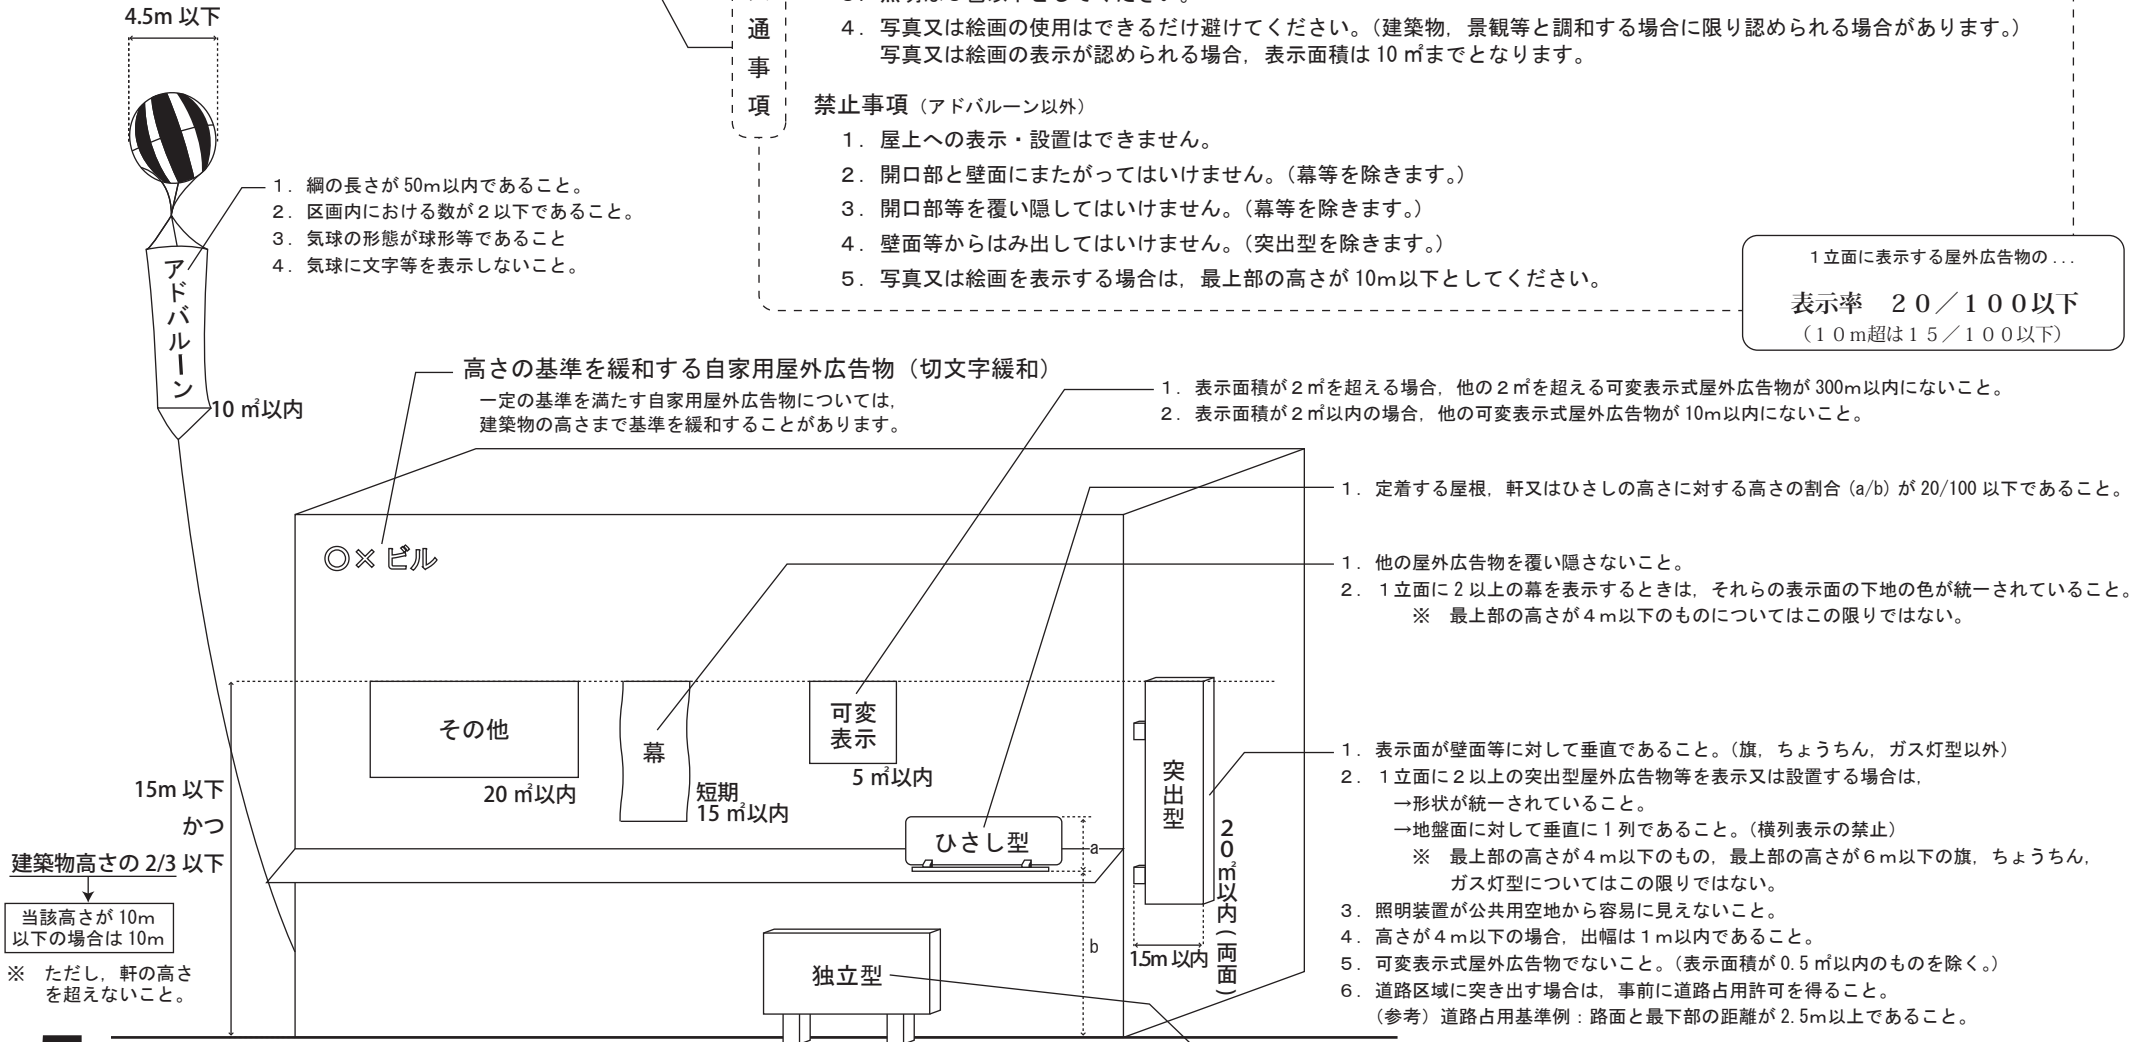 4.5m 以下
通
事
項
4. 写真又は絵画の使用はできるだけ避けてください。(建築物,景観等と調和する場合に限り認められる場合があります。)
写真又は絵画の表示が認められる場合,表示面積は 10 ㎡までとなります。
禁止事項(アドバルーン以外)
1. 屋上への表示・設置はできません。
2. 開口部と壁面にまたがってはいけません。(幕等を除きます。)
3. 開口部等を覆い隠してはいけません。(幕等を除きます。)
4. 壁面等からはみ出してはいけません。(突出型を除きます。)
5. 写真又は絵画を表示する場合は,最上部の高さが 10m以下としてください。
1立面に表示する屋外広告物の...
表示率 20/100以下
(10m超は15/100以下)
1. 綱の長さが 50m以内であること。
2. 区画内における数が2以下であること。
3. 気球の形態が球形等であること
4. 気球に文字等を表示しないこと。
アドバルーン
10 ㎡以内
高さの基準を緩和する自家用屋外広告物(切文字緩和)
一定の基準を満たす自家用屋外広告物については,
建築物の高さまで基準を緩和することがあります。
1. 表示面積が2㎡を超える場合,他の2㎡を超える可変表示式屋外広告物が 300m以内にないこと。
2. 表示面積が2㎡以内の場合,他の可変表示式屋外広告物が 10m以内にないこと。
1. 定着する屋根,軒又はひさしの高さに対する高さの割合 (a/b) が 20/100 以下であること。
◎× ビル
1. 他の屋外広告物を覆い隠さないこと。
2. 1立面に2以上の幕を表示するときは,それらの表示面の下地の色が統一されていること。
※ 最上部の高さが4m以下のものについてはこの限りではない。
その他
20 ㎡以内
幕
短期
15 ㎡以内
可変
表示
5 ㎡以内
突出型
20㎡以内(両面)
1.5m 以内
ひさし型
a
b
15m 以下
かつ
建築物高さの 2/3 以下
当該高さが 10m
以下の場合は 10m
※ ただし,軒の高さ
を超えないこと。
独立型
1. 表示面が壁面等に対して垂直であること。(旗,ちょうちん,ガス灯型以外)
2. 1立面に2以上の突出型屋外広告物等を表示又は設置する場合は,
→形状が統一されていること。
→地盤面に対して垂直に1列であること。(横列表示の禁止)
※ 最上部の高さが4m以下のもの,最上部の高さが6m以下の旗,ちょうちん,
ガス灯型についてはこの限りではない。
3. 照明装置が公共用空地から容易に見えないこと。
4. 高さが4m以下の場合,出幅は1m以内であること。
5. 可変表示式屋外広告物でないこと。(表示面積が 0.5 ㎡以内のものを除く。)
6. 道路区域に突き出す場合は,事前に道路占用許可を得ること。
(参考)道路占用基準例:路面と最下部の距離が 2.5m以上であること。